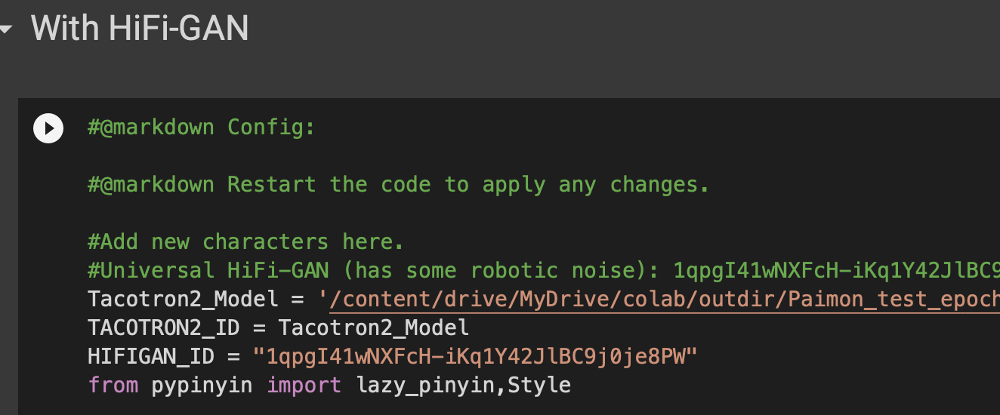 With HiFi-GAN
#@markdown Config:
#@markdown Restart the code to apply any changes.
#Add new characters here.
#Universal HiFi-GAN (has some robotic noise): 1qpgI41wNXFcH-iKq1Y42JlBC9
Tacotron2_Model = '/content/drive/MyDrive/colab/outdir/Paimon_test_epoch
TACOTRON2_ID = Tacotron2_Model
HIFIGAN_ID = "1qpgI41wNXFcH-iKq1Y42JlBC9j0je8PW"
from pypinyin import lazy_pinyin,Style